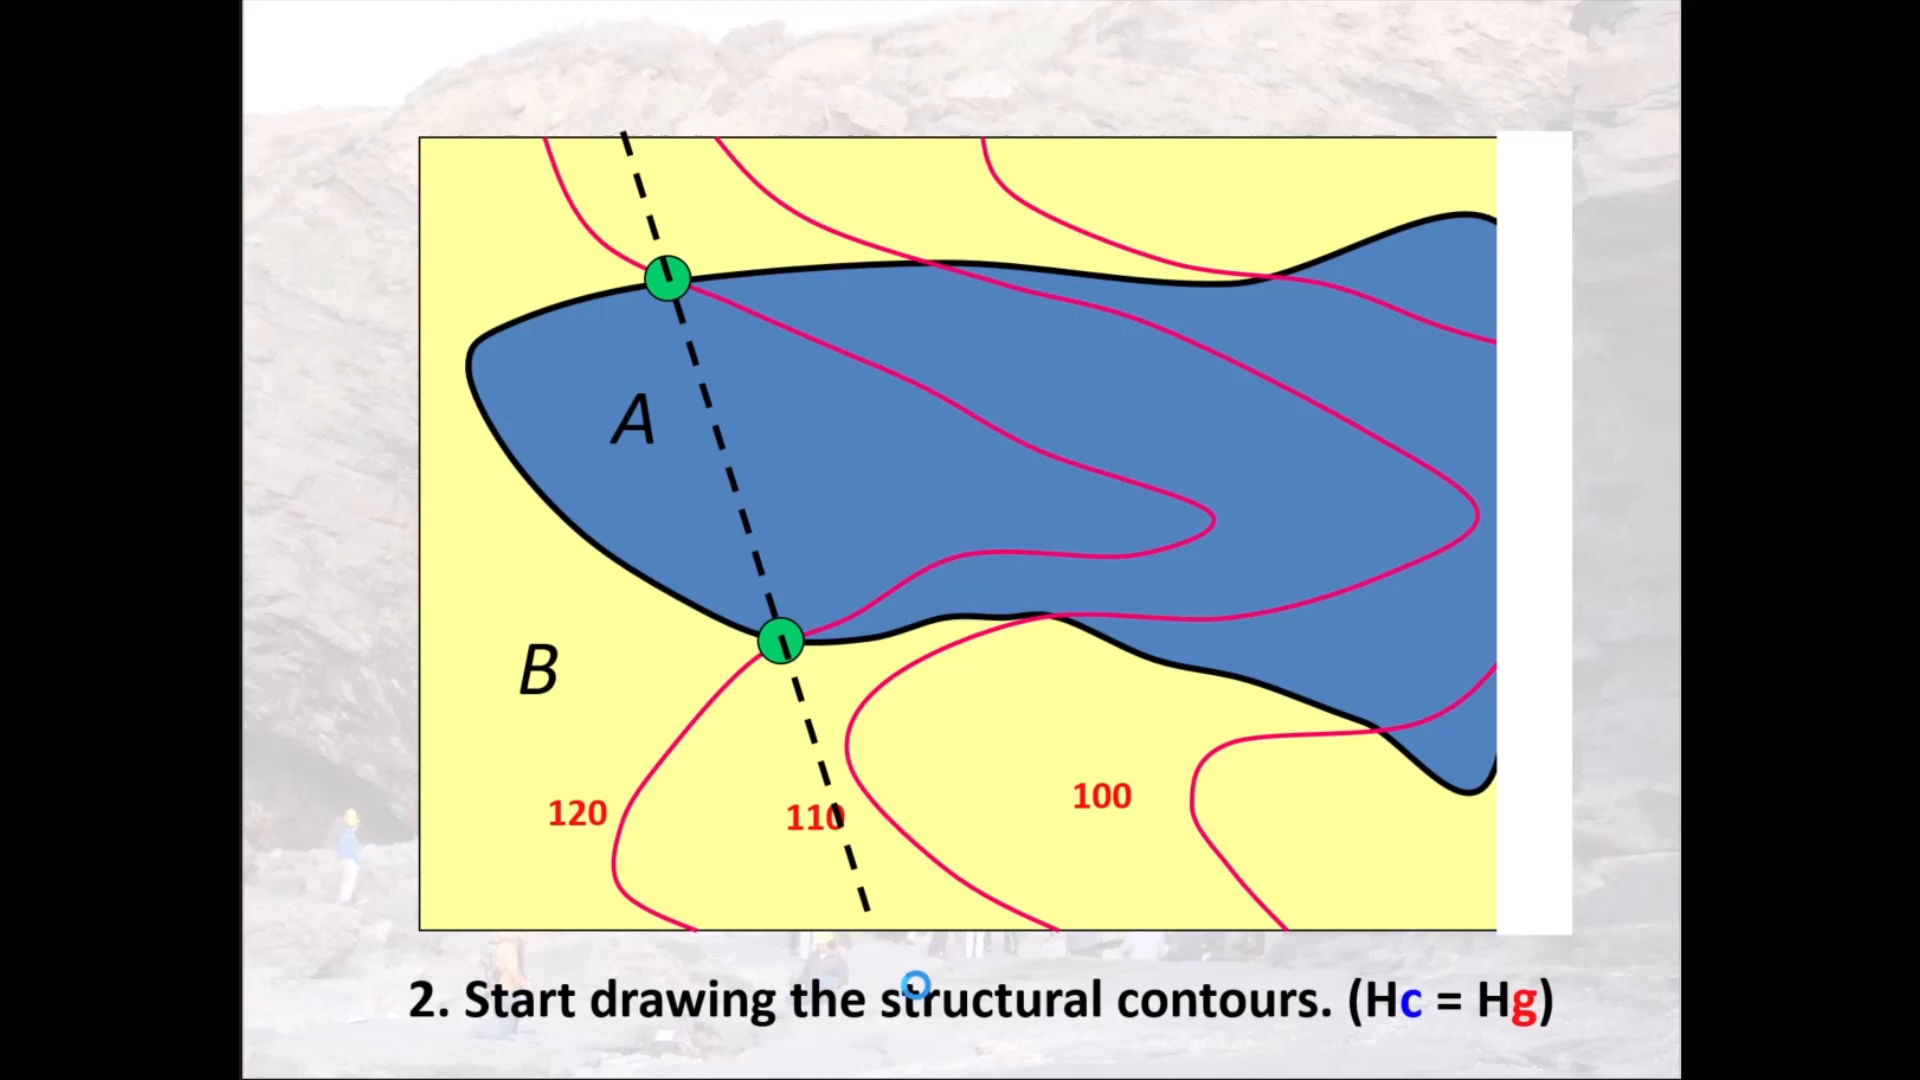 A
B
120
110
100
2. Start drawing the structural contours. (Hc = Hg)